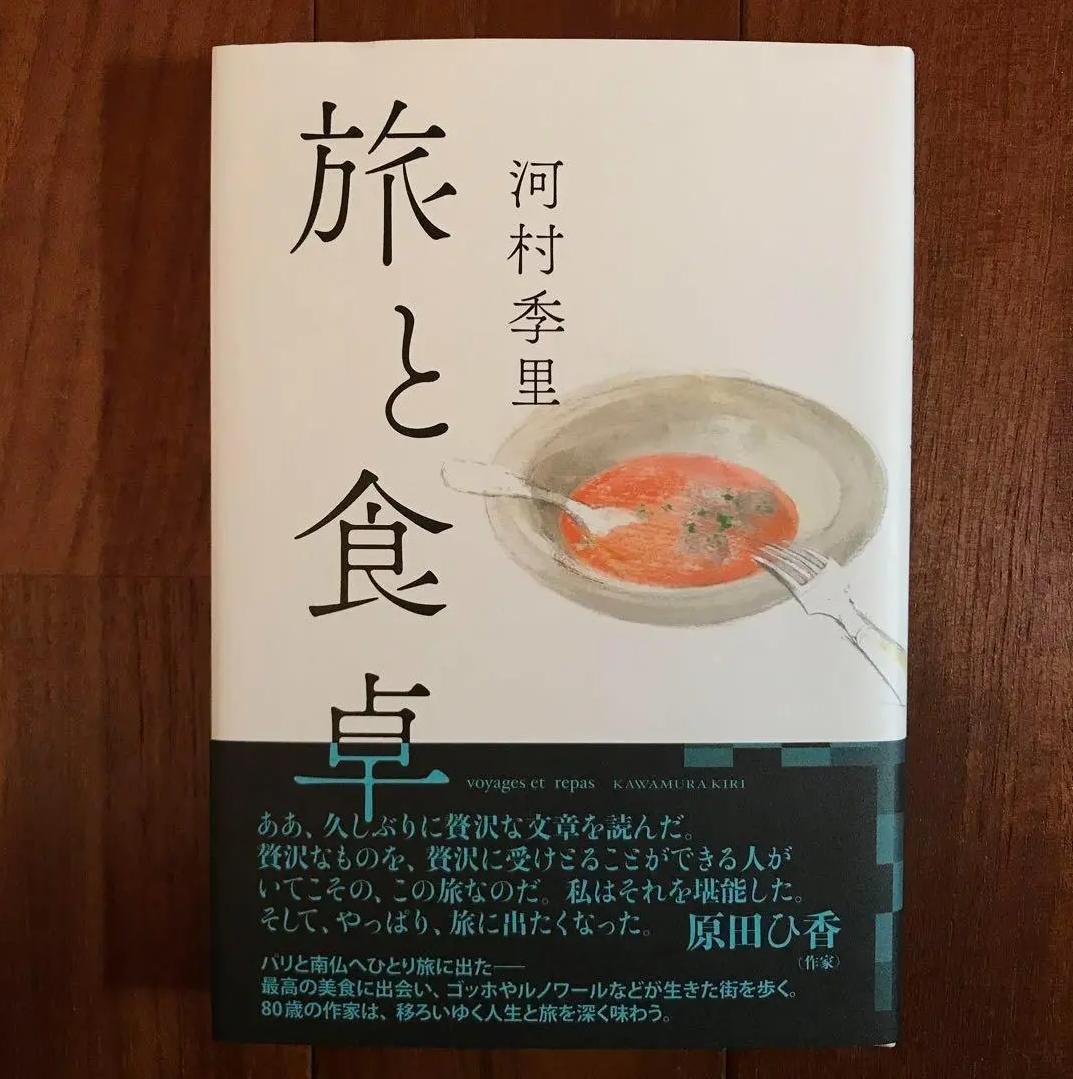 旅と食卓
河村季里
voyages et repas KAWAMURA KIRI
ああ、久しぶりに贅沢な文章を読んだ。
贅沢なものを、贅沢に受けとることができる人が
いてこその、この旅なのだ。私はそれを堪能した。
そして、やっぱり、旅に出たくなった。
原田ひ香
(作家)
パリと南仏へひとり旅に出た──
最高の美食に出会い、ゴッホやルノワールなどが生きた街を歩く。
80歳の作家は、移ろいゆく人生と旅を深く味わう。